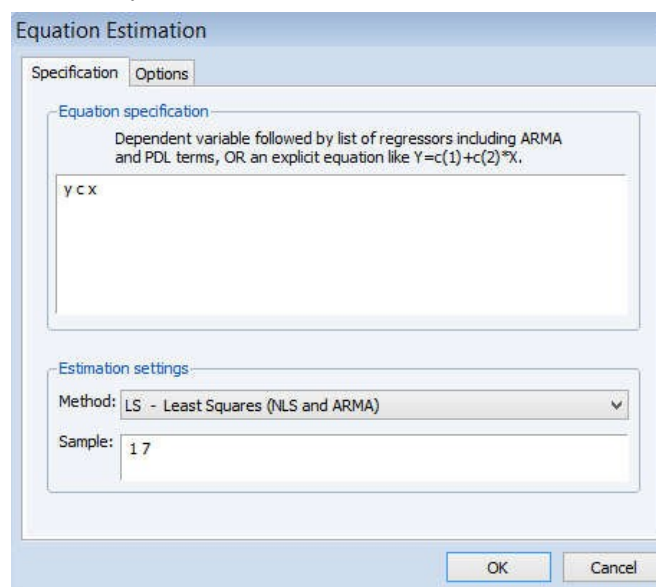 Equation Estimation
Specification Options
Equation specification
Dependent variable followed by list of regressors including ARMA
and PDL terms, OR an explicit equation like Y=c(1)+c(2)*X.
y c x
Estimation settings
Method: LS - Least Squares (NLS and ARMA)
Sample: 1 7
OK Cancel